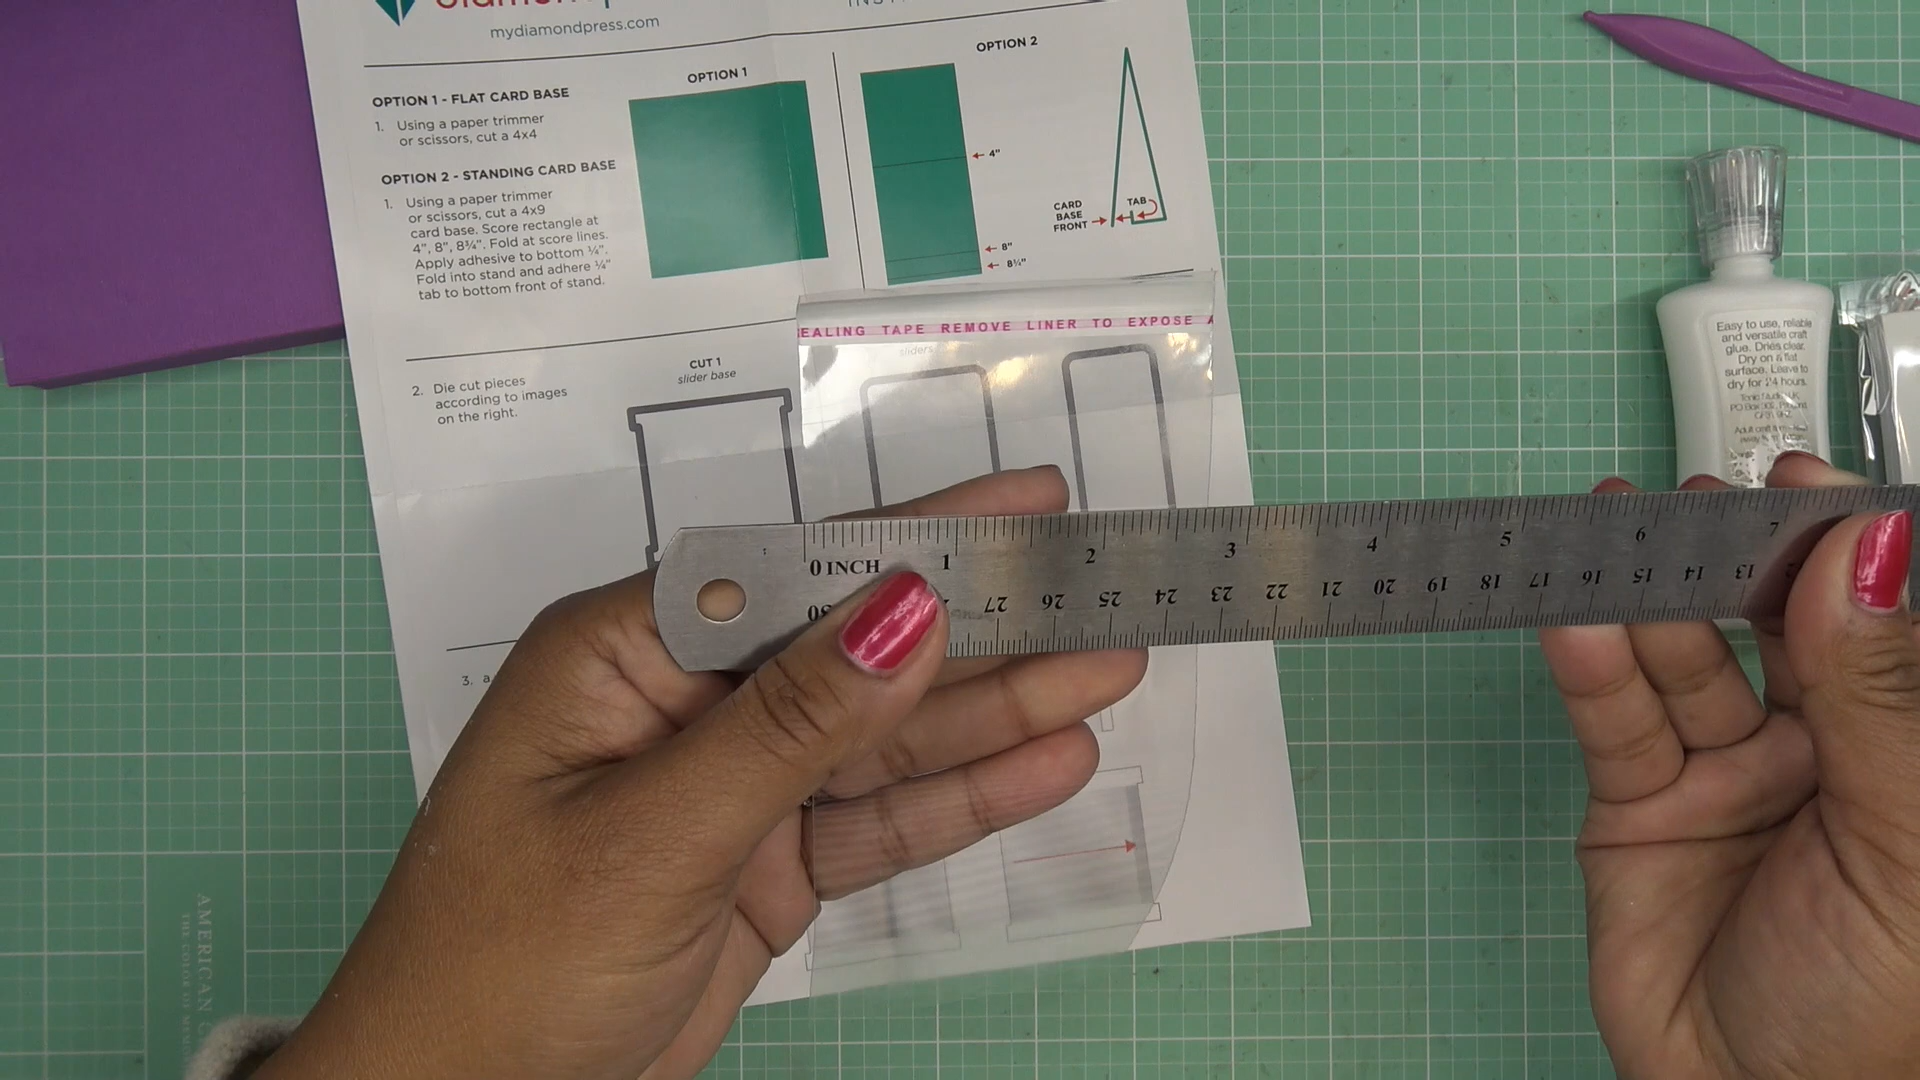 mydiamondpress.com
OPTION 1 - FLAT CARD BASE
1. Using a paper trimmer
or scissors, cut a 4x4
OPTION 2 - STANDING CARD BASE
1. Using a paper trimmer
or scissors, cut a 4x9
card base. Score rectangle at
4", 8", 8¾". Fold at score lines.
Apply adhesive to bottom ¼".
Fold into stand and adhere ¼"
tab to bottom front of stand.
OPTION 1
OPTION 2
4"
8"
8¾"
CARD
BASE
FRONT
TAB
2. Die cut pieces
according to images
on the right.
CUT 1
slider base
sliders
EALING TAPE REMOVE LINER TO EXPOSE
3. a
0 INCH 1 2 3 4 5 6 7
27 26 25 24 23 22 21 20 19 18 17 16 15 14 13
Easy to use, reliable
and versatile craft
glue. Dries clear.
Dry on a flat
surface. Leave to
dry for 24 hours.
AMERICAN